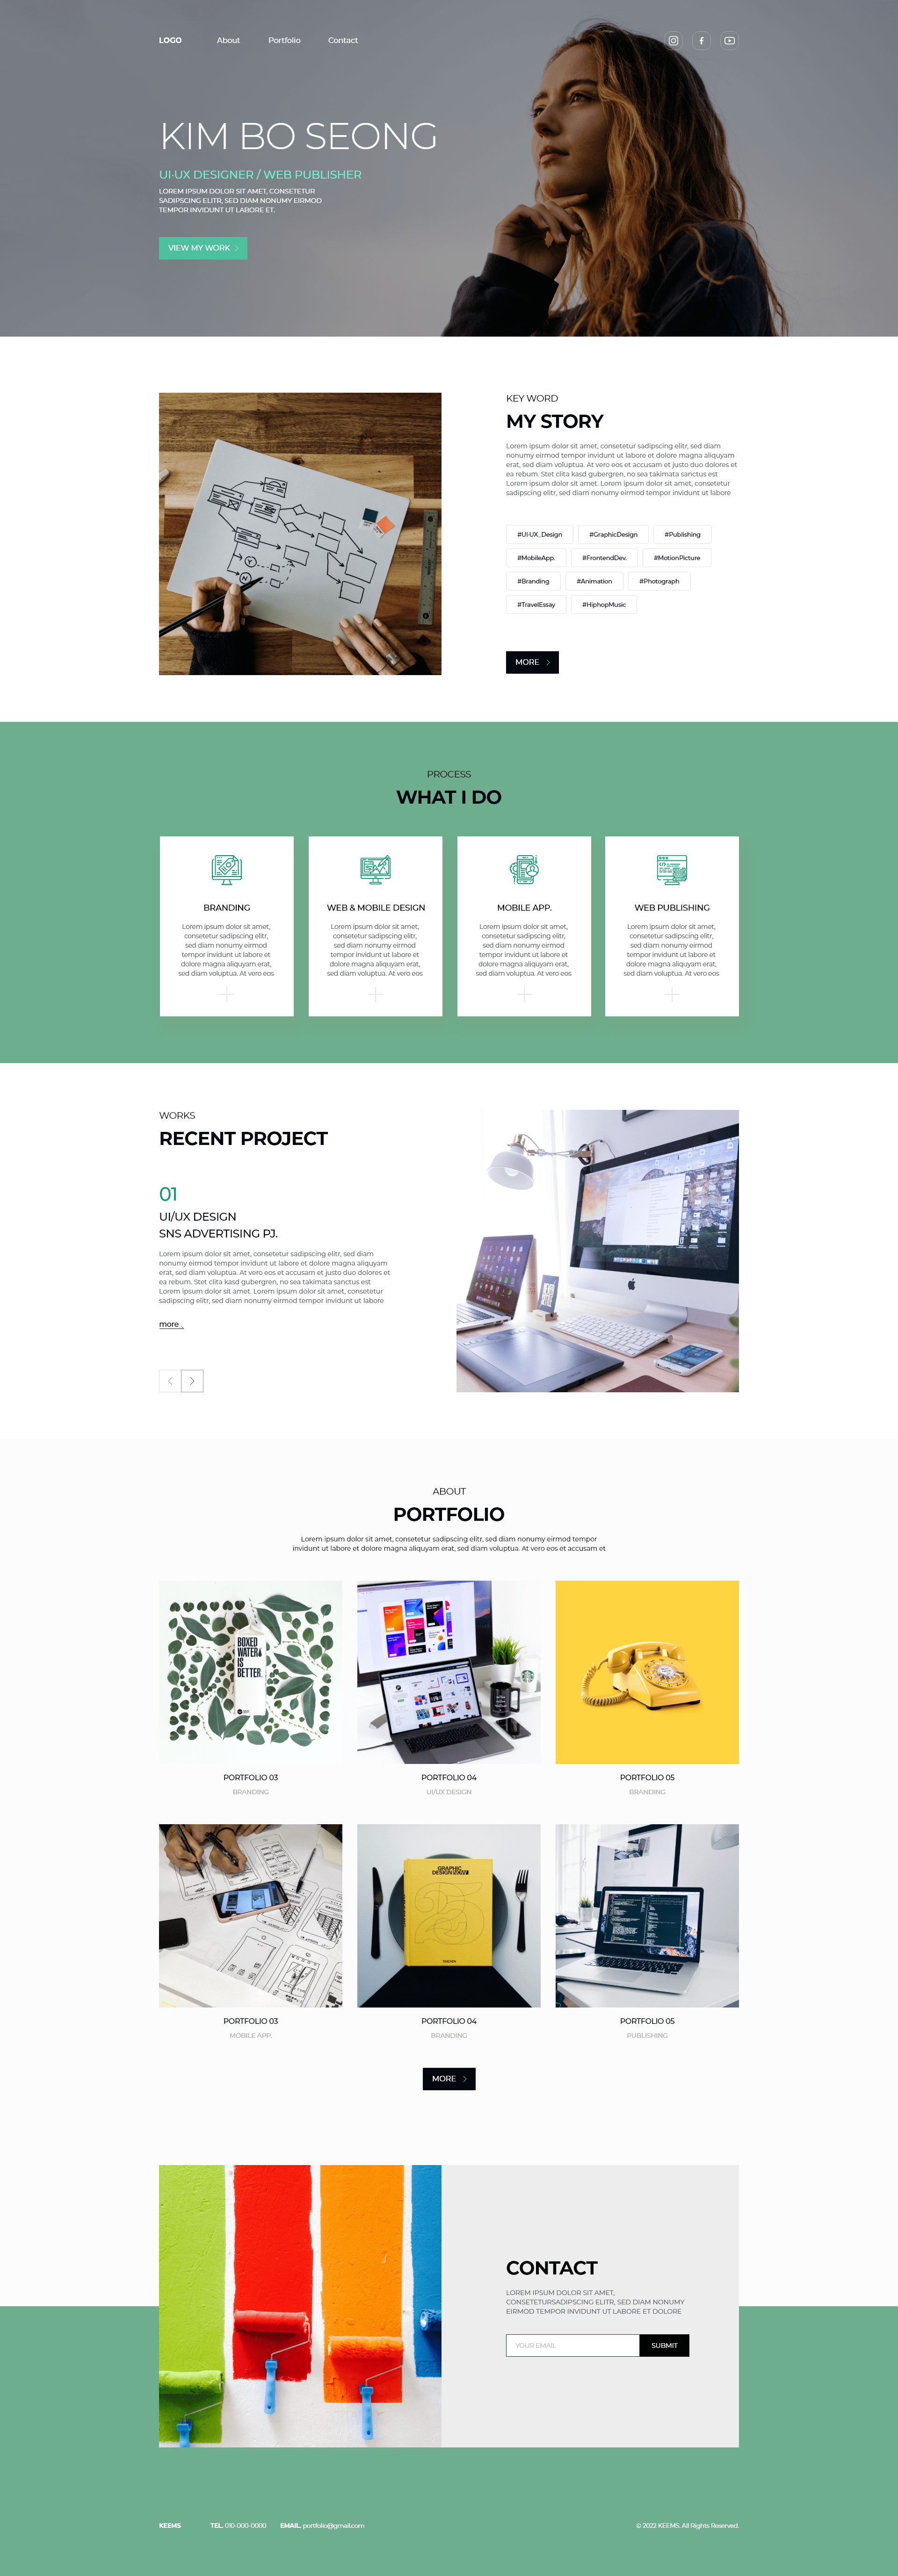 LOGO
About
Portfolio
Contact
KIM BO SEONG
UI·UX DESIGNER / WEB PUBLISHER
LOREM IPSUM DOLOR SIT AMET, CONSETETUR
SADIPSCING ELITR, SED DIAM NONUMY EIRMOD
TEMPOR INVIDUNT UT LABORE ET.
VIEW MY WORK
KEY WORD
MY STORY
Lorem ipsum dolor sit amet, consetetur sadipscing elitr, sed diam
nonumy eirmod tempor invidunt ut labore et dolore magna aliquyam
erat, sed diam voluptua. At vero eos et accusam et justo duo dolores et
ea rebum. Stet clita kasd gubergren, no sea takimata sanctus est
Lorem ipsum dolor sit amet. Lorem ipsum dolor sit amet, consetetur
sadipscing elitr, sed diam nonumy eirmod tempor invidunt ut labore
#UI·UX_Design
#GraphicDesign
#Publishing
#MobileApp.
#FrontendDev.
#MotionPicture
#Branding
#Animation
#Photograph
#TravelEssay
#HiphopMusic
MORE
Y
N
PROCESS
WHAT I DO
BRANDING
Lorem ipsum dolor sit amet,
consetetur sadipscing elitr,
sed diam nonumy eirmod
tempor invidunt ut labore et
dolore magna aliquyam erat,
sed diam voluptua. At vero eos
WEB & MOBILE DESIGN
Lorem ipsum dolor sit amet,
consetetur sadipscing elitr,
sed diam nonumy eirmod
tempor invidunt ut labore et
dolore magna aliquyam erat,
sed diam voluptua. At vero eos
MOBILE APP.
Lorem ipsum dolor sit amet,
consetetur sadipscing elitr,
sed diam nonumy eirmod
tempor invidunt ut labore et
dolore magna aliquyam erat,
sed diam voluptua. At vero eos
WEB PUBLISHING
Lorem ipsum dolor sit amet,
consetetur sadipscing elitr,
sed diam nonumy eirmod
tempor invidunt ut labore et
dolore magna aliquyam erat,
sed diam voluptua. At vero eos
WORKS
RECENT PROJECT
01
UI/UX DESIGN
SNS ADVERTISING PJ.
Lorem ipsum dolor sit amet, consetetur sadipscing elitr, sed diam
nonumy eirmod tempor invidunt ut labore et dolore magna aliquyam
erat, sed diam voluptua. At vero eos et accusam et justo duo dolores et
ea rebum. Stet clita kasd gubergren, no sea takimata sanctus est
Lorem ipsum dolor sit amet. Lorem ipsum dolor sit amet, consetetur
sadipscing elitr, sed diam nonumy eirmod tempor invidunt ut labore
more
ABOUT
PORTFOLIO
Lorem ipsum dolor sit amet, consetetur sadipscing elitr, sed diam nonumy eirmod tempor
invidunt ut labore et dolore magna aliquyam erat, sed diam voluptua. At vero eos et accusam et
BOXED
WATER
IS
BETTER.
PORTFOLIO 03
BRANDING
PORTFOLIO 04
UI/UX DESIGN
PORTFOLIO 05
BRANDING
GRAPHIC
DESIGN
TASCHEN
PORTFOLIO 03
MOBILE APP.
PORTFOLIO 04
BRANDING
PORTFOLIO 05
PUBLISHING
MORE
CONTACT
LOREM IPSUM DOLOR SIT AMET,
CONSETETURSADIPSCING ELITR, SED DIAM NONUMY
EIRMOD TEMPOR INVIDUNT UT LABORE ET DOLORE
YOUR EMAIL
SUBMIT
KEEMS
TEL. 010-000-0000
EMAIL. portfolio@gmail.com
© 2022 KEEMS. All Rights Reserved.